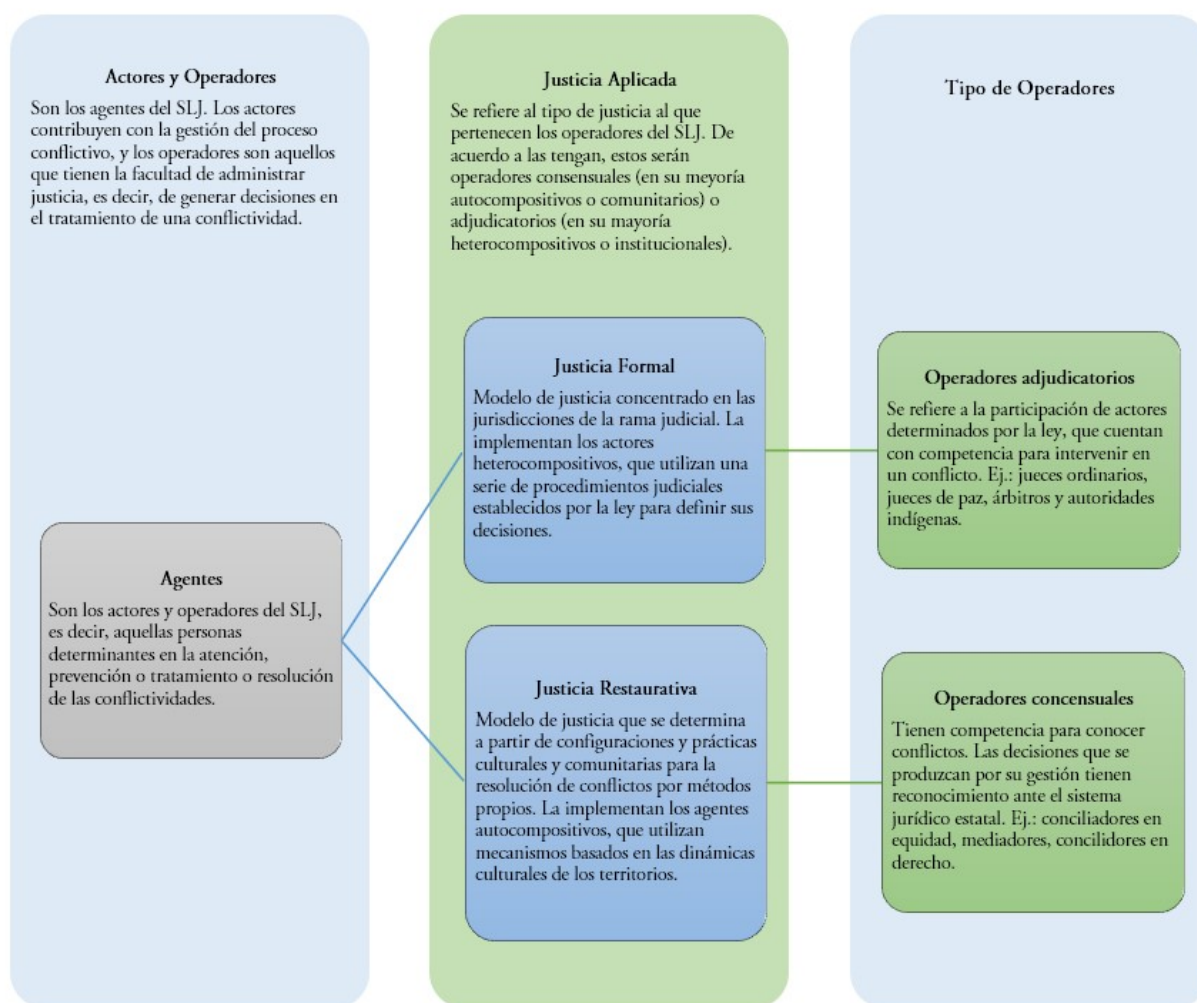 Actores y Operadores
Son los agentes del SLJ. Los actores
contribuyen con la gestión del proceso
conflictivo, y los operadores son aquellos
que tienen la facultad de administrar
justicia, es decir, de generar decisiones en
el tratamiento de una conflictividad.
Agentes
Son los actores y operadores del SLJ,
es decir, aquellas personas
determinantes en la atención,
prevención o tratamiento o resolución
de las conflictividades.
Justicia Aplicada
Se refiere al tipo de justicia al que
pertenecen los operadores del SLJ. De
acuerdo a las tengan, estos serán
operadores consensuales (en su meyoría
autocompositivos o comunitarios) o
adjudicatorios (en su mayoría
heterocompositivos o institucionales).
Justicia Formal
Modelo de justicia concentrado en las
jurisdicciones de la rama judicial. La
implementan los actores
heterocompositivos, que utilizan una
serie de procedimientos judiciales
establecidos por la ley para definir sus
decisiones.
Justicia Restaurativa
Modelo de justicia que se determina
a partir de configuraciones y prácticas
culturales y comunitarias para la
resolución de conflictos por métodos
propios. La implementan los agentes
autocompositivos, que utilizan
mecanismos basados en las dinámicas
culturales de los territorios.
Tipo de Operadores
Operadores adjudicatorios
Se refiere a la participación de actores
determinados por la ley, que cuentan
con competencia para intervenir en
un conflicto. Ej.: jueces ordinarios,
jueces de paz, árbitros y autoridades
indígenas.
Operadores concensuales
Tienen competencia para conocer
conflictos. Las decisiones que se
produzcan por su gestión tienen
reconocimiento ante el sistema
jurídico estatal. Ej.: conciliadores en
equidad, mediadores, concilidores en
derecho.